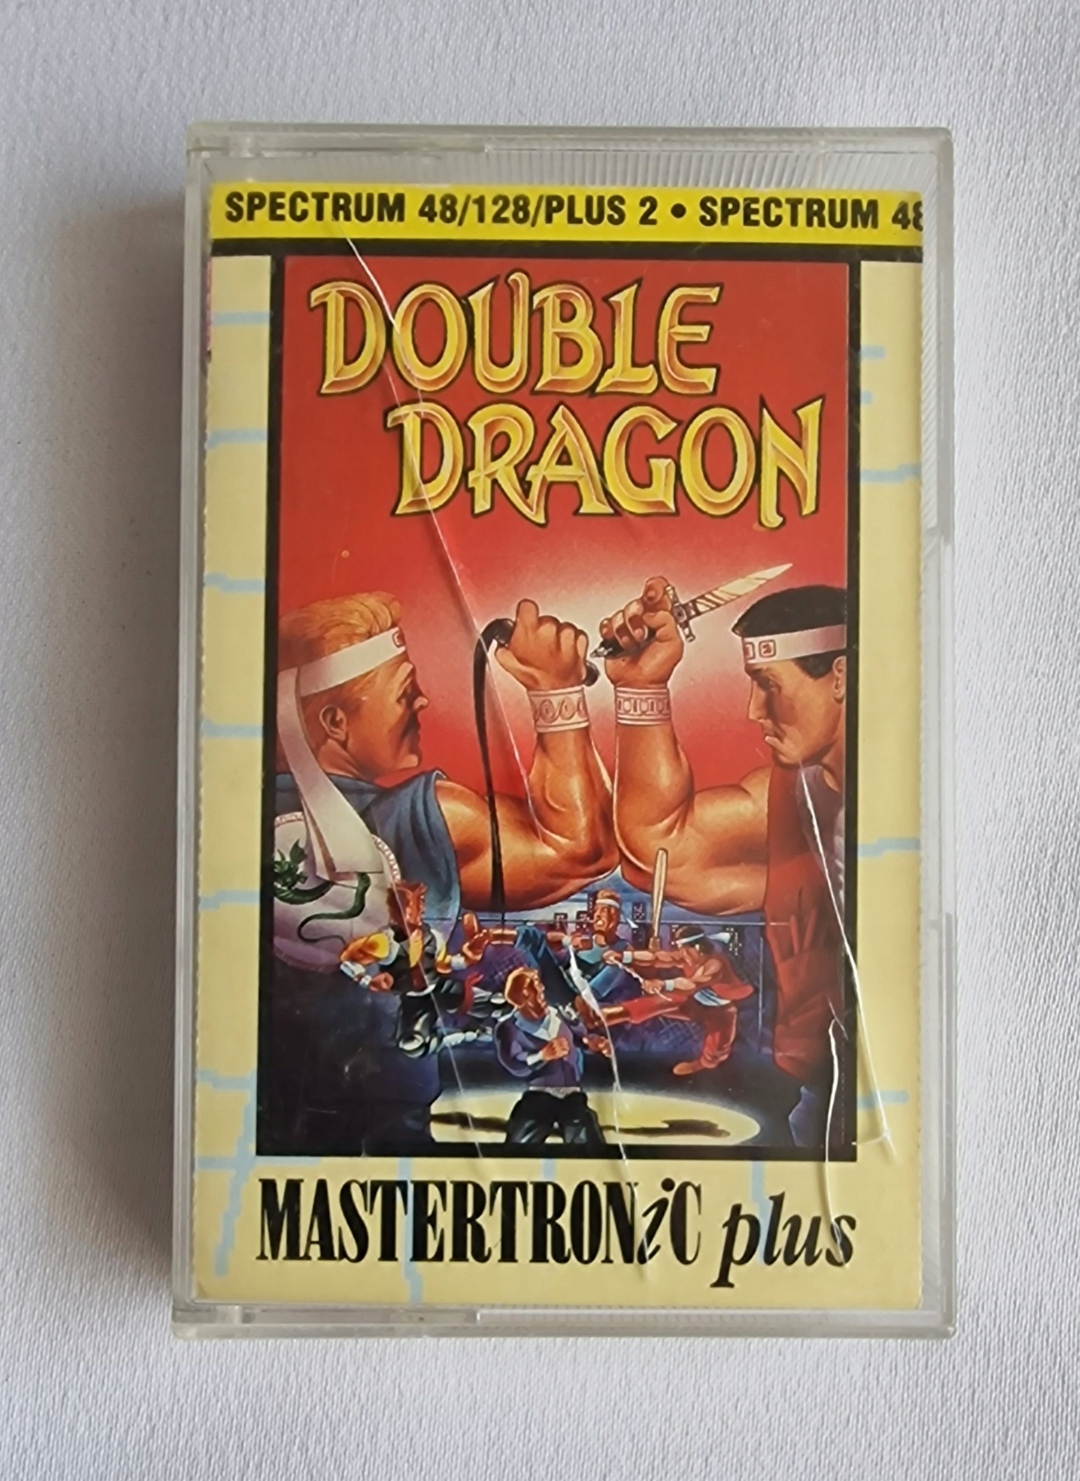 SPECTRUM 48/128/PLUS 2 • SPECTRUM 48
DOUBLE
DRAGON
MASTERTRONiC plus